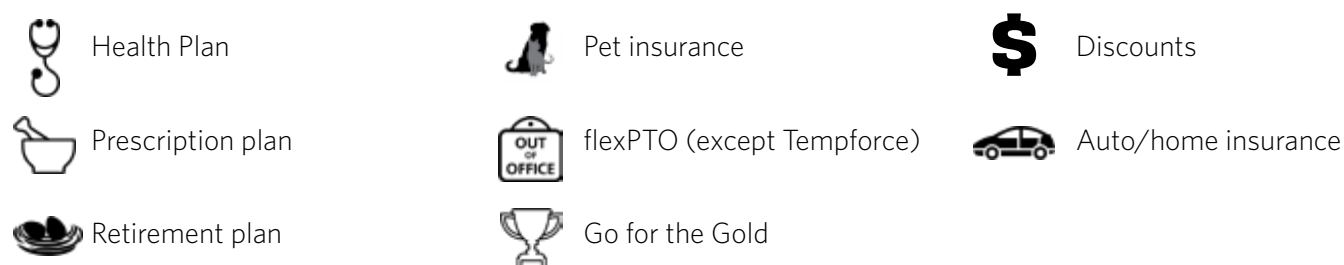 Health Plan
Pet insurance
$ Discounts
Prescription plan
OUT
OF
OFFICE
flexPTO (except Tempforce)
Auto/home insurance
Retirement plan
Go for the Gold